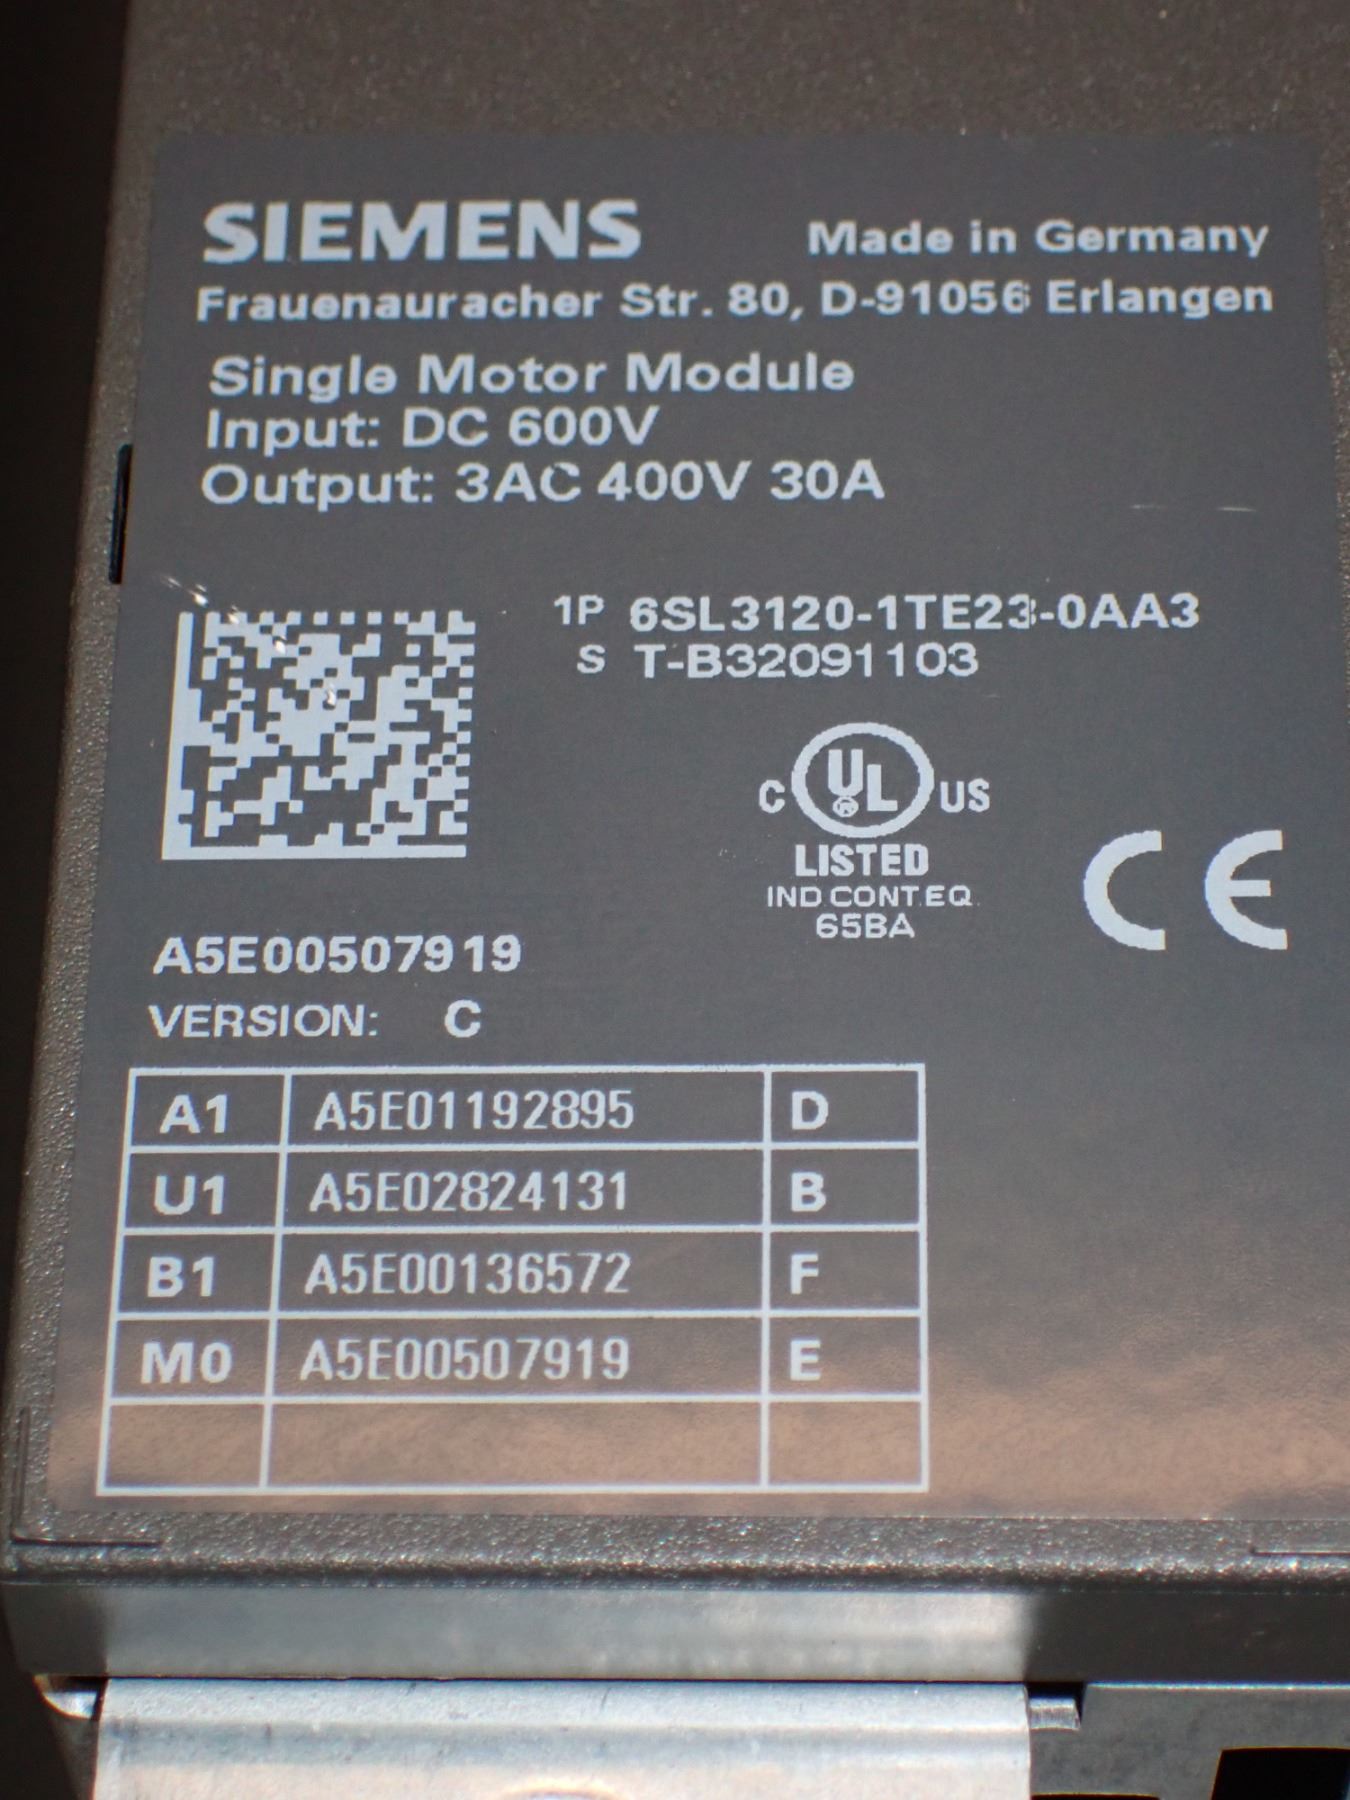 SIEMENS Made in Germany
Frauenauracher Str. 80, D-91056 Erlangen
Single Motor Module
Input: DC 600V
Output: 3AC 400V 30A
1P 6SL3120-1TE23-0AA3
S T-B32091103
C UL ® US
LISTED
IND.CONT.EQ.
65BA
CE
A5E00507919
VERSION: C
A1 A5E01192895 D
U1 A5E02824131 B
B1 A5E00136572 F
M0 A5E00507919 E